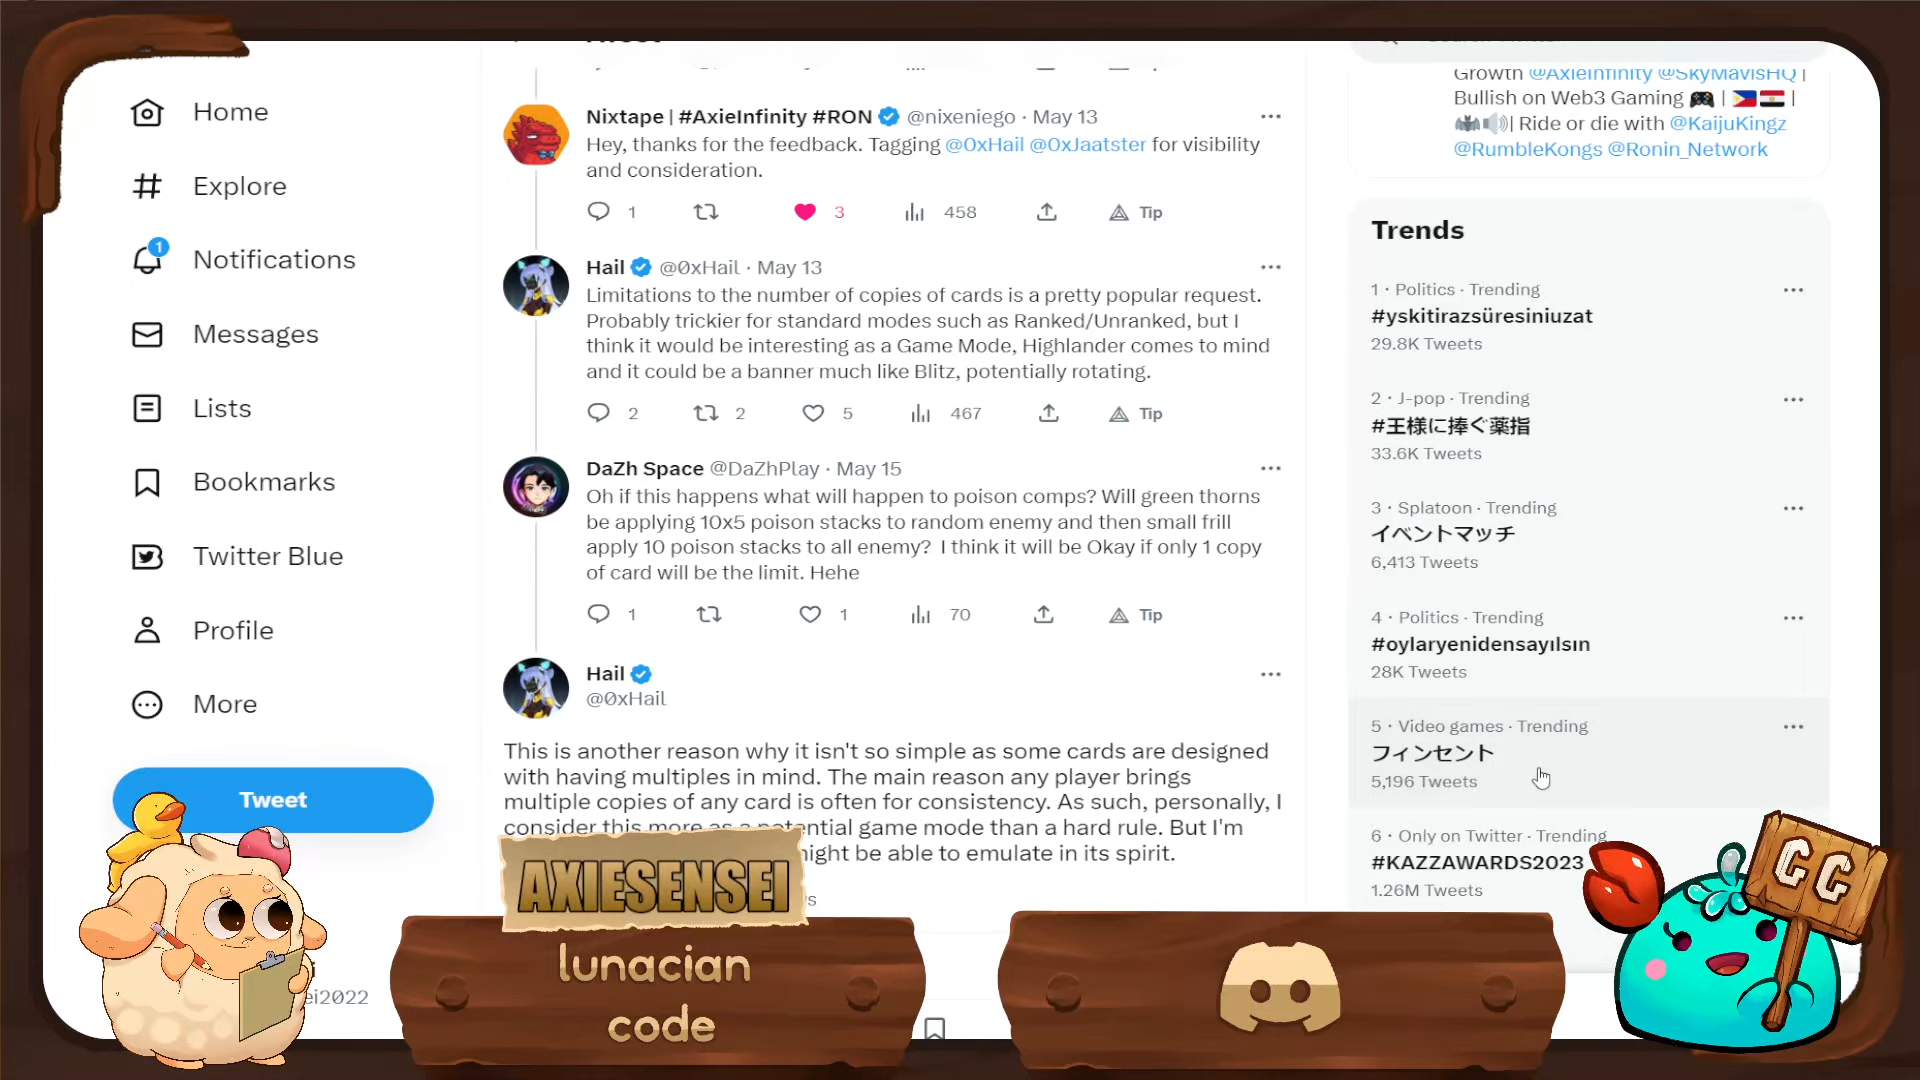 Home
Explore
1
Notifications
Messages
Lists
Bookmarks
Twitter Blue
Profile
More
Tweet
ei2022
Nixtape | #AxieInfinity #RON @nixeniego · May 13
Hey, thanks for the feedback. Tagging @0xHail @0xJaatster for visibility
and consideration.
1 3 458 Tip
Hail @0xHail · May 13
Limitations to the number of copies of cards is a pretty popular request.
Probably trickier for standard modes such as Ranked/Unranked, but I
think it would be interesting as a Game Mode, Highlander comes to mind
and it could be a banner much like Blitz, potentially rotating.
2 2 5 467 Tip
DaZh Space @DaZhPlay · May 15
Oh if this happens what will happen to poison comps? Will green thorns
be applying 10x5 poison stacks to random enemy and then small frill
apply 10 poison stacks to all enemy? I think it will be Okay if only 1 copy
of card will be the limit. Hehe
1 1 70 Tip
Hail
@0xHail
This is another reason why it isn't so simple as some cards are designed
with having multiples in mind. The main reason any player brings
multiple copies of any card is often for consistency. As such, personally, I
consider this more as a potential game mode than a hard rule. But I'm
might be able to emulate in its spirit.
AXIESENSEI
lunacian
code
Growth @AxieInfinity @SkyMavisHQ |
Bullish on Web3 Gaming | |
| Ride or die with @KaijuKingz
@RumbleKongs @Ronin_Network
Trends
1 · Politics · Trending
#yskitirazsüresiniuzat
29.8K Tweets
2 · J-pop · Trending
#王様に捧ぐ薬指
33.6K Tweets
3 · Splatoon · Trending
イベントマッチ
6,413 Tweets
4 · Politics · Trending
#oylaryenidensayılsın
28K Tweets
5 · Video games · Trending
フィンセント
5,196 Tweets
6 · Only on Twitter · Trending
#KAZZAWARDS2023
1.26M Tweets
CC